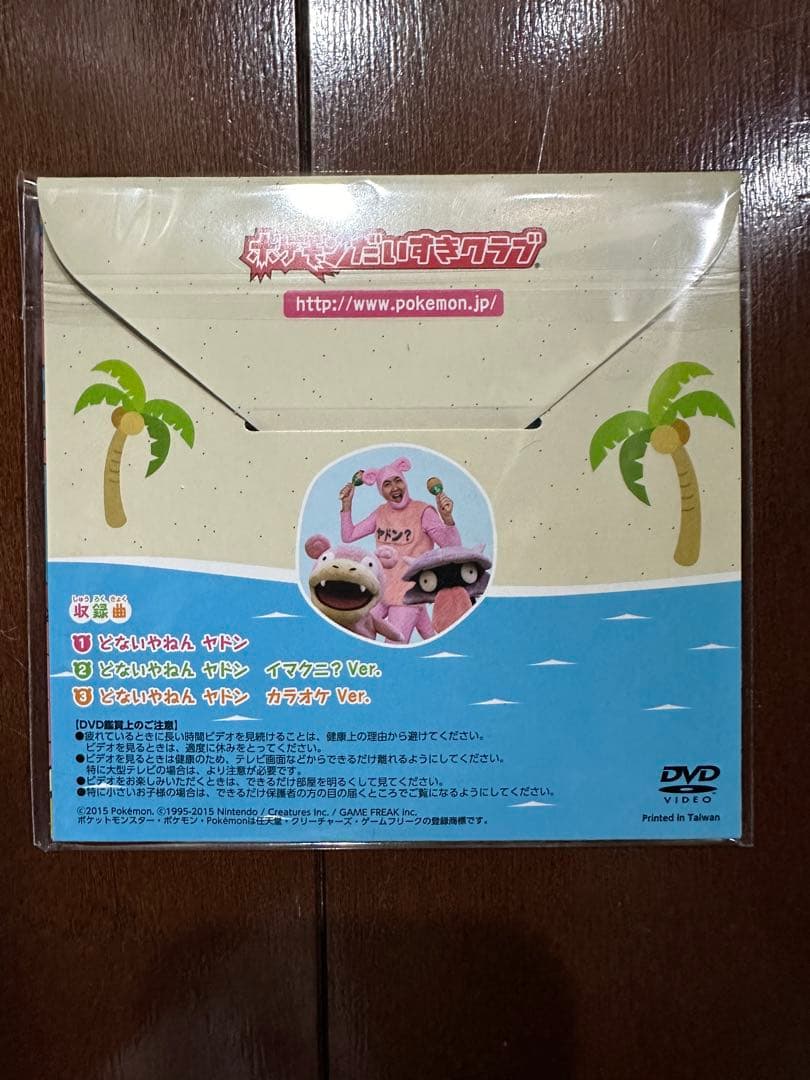 ポケモンだいすきクラブ
http://www.pokemon.jp/
ヤドン?
しゅう ろく きょく
収録曲
1 どないやねん ヤドン
2 どないやねん ヤドン イマクニ? Ver.
3 どないやねん ヤドン カラオケ Ver.
【DVD鑑賞上のご注意】
●疲れているときに長い時間ビデオを見続けることは、健康上の理由から避けてください。
ビデオを見るときは、適度に休みをとってください。
●ビデオを見るときは健康のため、テレビ画面などからできるだけ離れるようにしてください。
特に大型テレビの場合は、より注意が必要です。
●ビデオをお楽しみいただくときは、できるだけ部屋を明るくして見てください。
●特に小さいお子様の場合は、できるだけ保護者の方の目の届くところでご覧になるようにしてください。
©2015 Pokémon. ©1995-2015 Nintendo / Creatures Inc. / GAME FREAK inc.
ポケットモンスター・ポケモン・Pokémonは任天堂・クリーチャーズ・ゲームフリークの登録商標です。
DVD
VIDEO
Printed in Taiwan